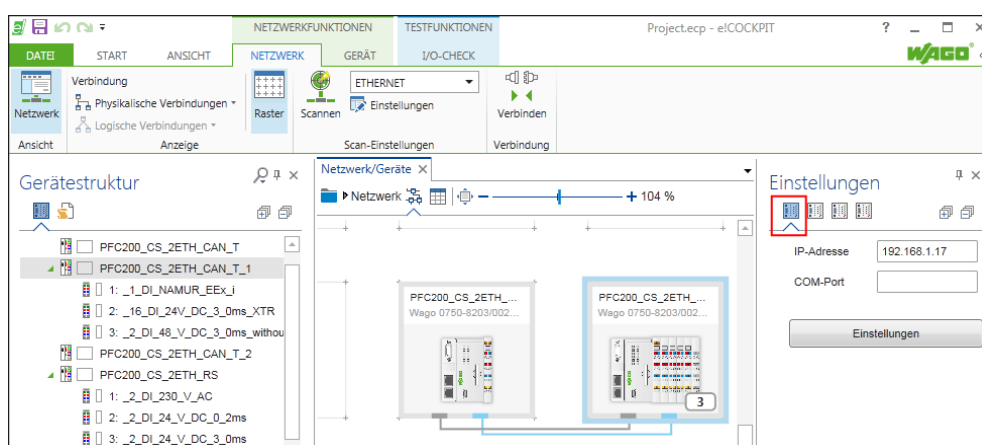 NETZWERKFUNKTIONEN TESTFUNKTIONEN Project.ecp - e!COCKPIT ? _ □ ×
DATEI START ANSICHT NETZWERK GERÄT I/O-CHECK WAGO
Netzwerk
Verbindung
Physikalische Verbindungen
Logische Verbindungen
Raster
Scannen
ETHERNET
Einstellungen
Verbinden
Ansicht Anzeige Scan-Einstellungen Verbindung
Gerätestruktur
PFC200_CS_2ETH_CAN_T
PFC200_CS_2ETH_CAN_T_1
1: _1_DI_NAMUR_EEx_i
2: _16_DI_24V_DC_3_0ms_XTR
3: _2_DI_48_V_DC_3_0ms_withou
PFC200_CS_2ETH_CAN_T_2
PFC200_CS_2ETH_RS
1: _2_DI_230_V_AC
2: _2_DI_24_V_DC_0_2ms
3: _2_DI_24_V_DC_3_0ms
Netzwerk/Geräte
Netzwerk 104 %
PFC200_CS_2ETH_...
Wago 0750-8203/002...
PFC200_CS_2ETH_...
Wago 0750-8203/002...
3
Einstellungen
IP-Adresse 192.168.1.17
COM-Port
Einstellungen